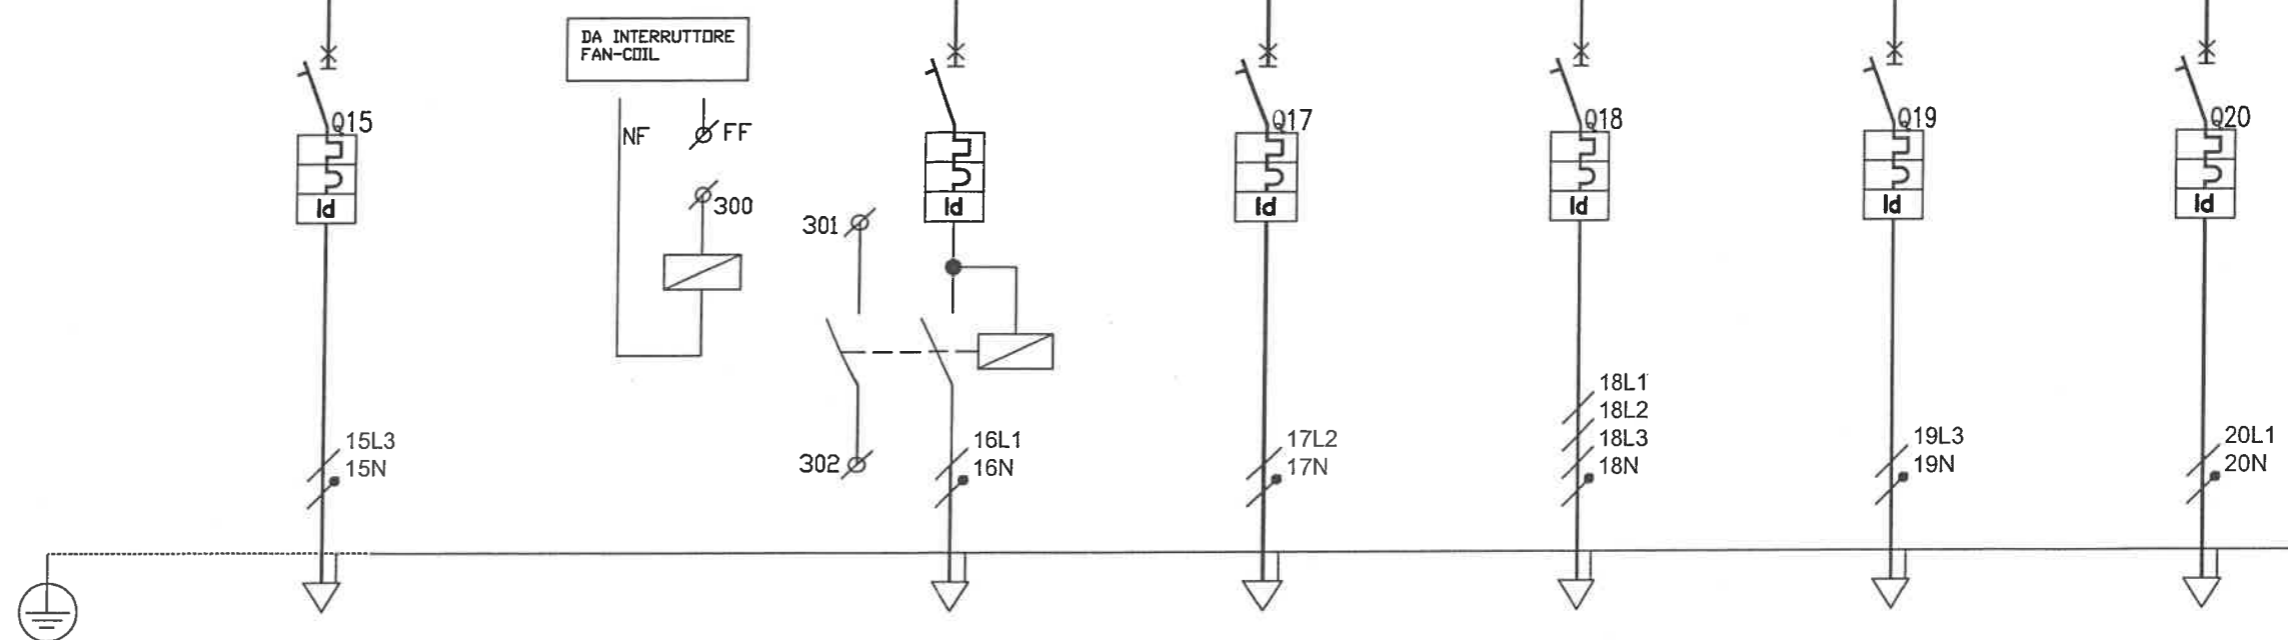 DA INTERRUTTORE
FAN-COIL
Q15
NF
FF
300
301
302
Id
Id
Q17
Id
Q18
Id
Q19
Id
Q20
Id
15L3
15N
16L1
16N
17L2
17N
18L1
18L2
18L3
18N
19L3
19N
20L1
20N